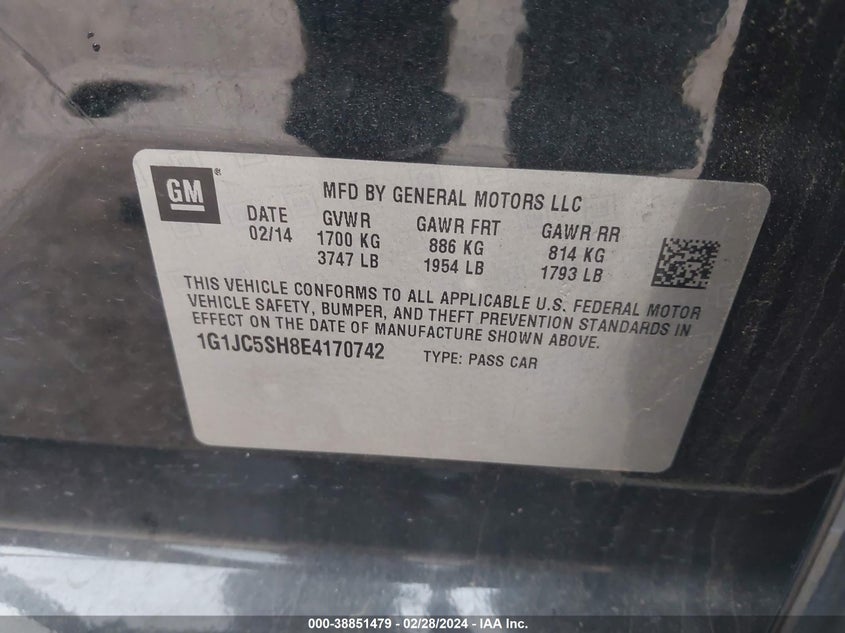 GM ®
MFD BY GENERAL MOTORS LLC
DATE GVWR GAWR FRT GAWR RR
02/14 1700 KG 886 KG 814 KG
3747 LB 1954 LB 1793 LB
THIS VEHICLE CONFORMS TO ALL APPLICABLE U.S. FEDERAL MOTOR
VEHICLE SAFETY, BUMPER, AND THEFT PREVENTION STANDARDS IN
EFFECT ON THE DATE OF MANUFACTURE SHOWN ABOVE.
1G1JC5SH8E4170742 TYPE: PASS CAR
000-38851479 - 02/28/2024 - IAA Inc.